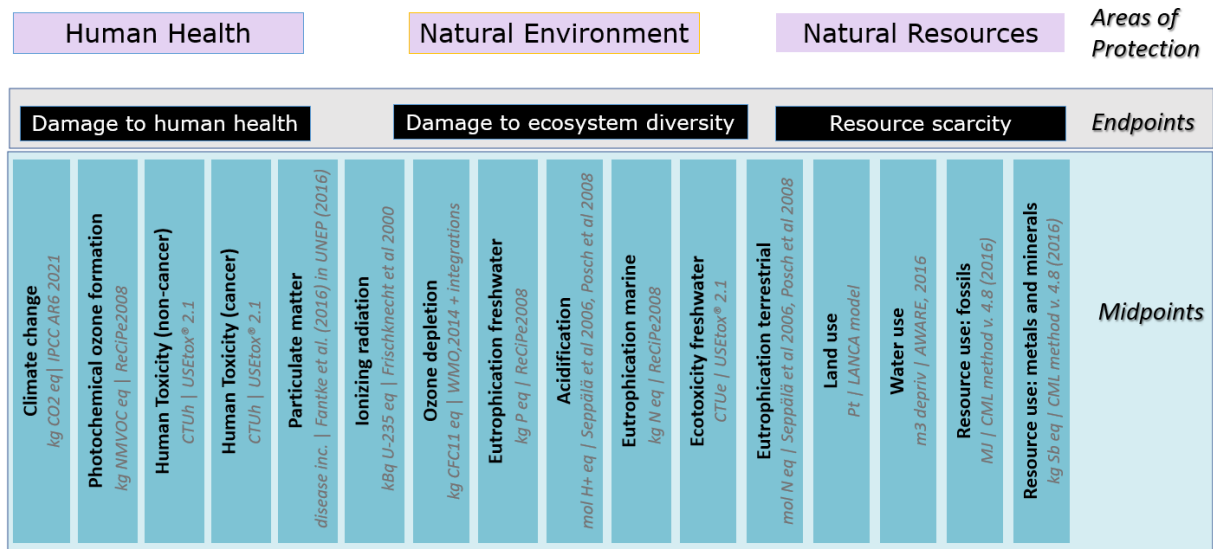 Human Health
Natural Environment
Natural Resources
Areas of
Protection
Damage to human health
Damage to ecosystem diversity
Resource scarcity
Endpoints
Climate change
kg CO2 eq| IPCC AR6 2021
Photochemical ozone formation
kg NMVOC eq | ReCiPe2008
Human Toxicity (non-cancer)
CTUh | USEtox® 2.1
Human Toxicity (cancer)
CTUh | USEtox® 2.1
Particulate matter
disease inc. | Fantke et al. (2016) in UNEP (2016)
Ionizing radiation
kBq U-235 eq | Frischknecht et al 2000
Ozone depletion
kg CFC11 eq | WMO,2014 + integrations
Eutrophication freshwater
kg P eq | ReCiPe2008
Acidification
mol H+ eq | Seppälä et al 2006, Posch et al 2008
Eutrophication marine
kg N eq | ReCiPe2008
Ecotoxicity freshwater
CTUe | USEtox® 2.1
Eutrophication terrestrial
mol N eq | Seppälä et al 2006, Posch et al 2008
Land use
Pt | LANCA model
Water use
m3 depriv | AWARE, 2016
Resource use: fossils
MJ | CML method v. 4.8 (2016)
Resource use: metals and minerals
kg Sb eq | CML method v. 4.8 (2016)
Midpoints